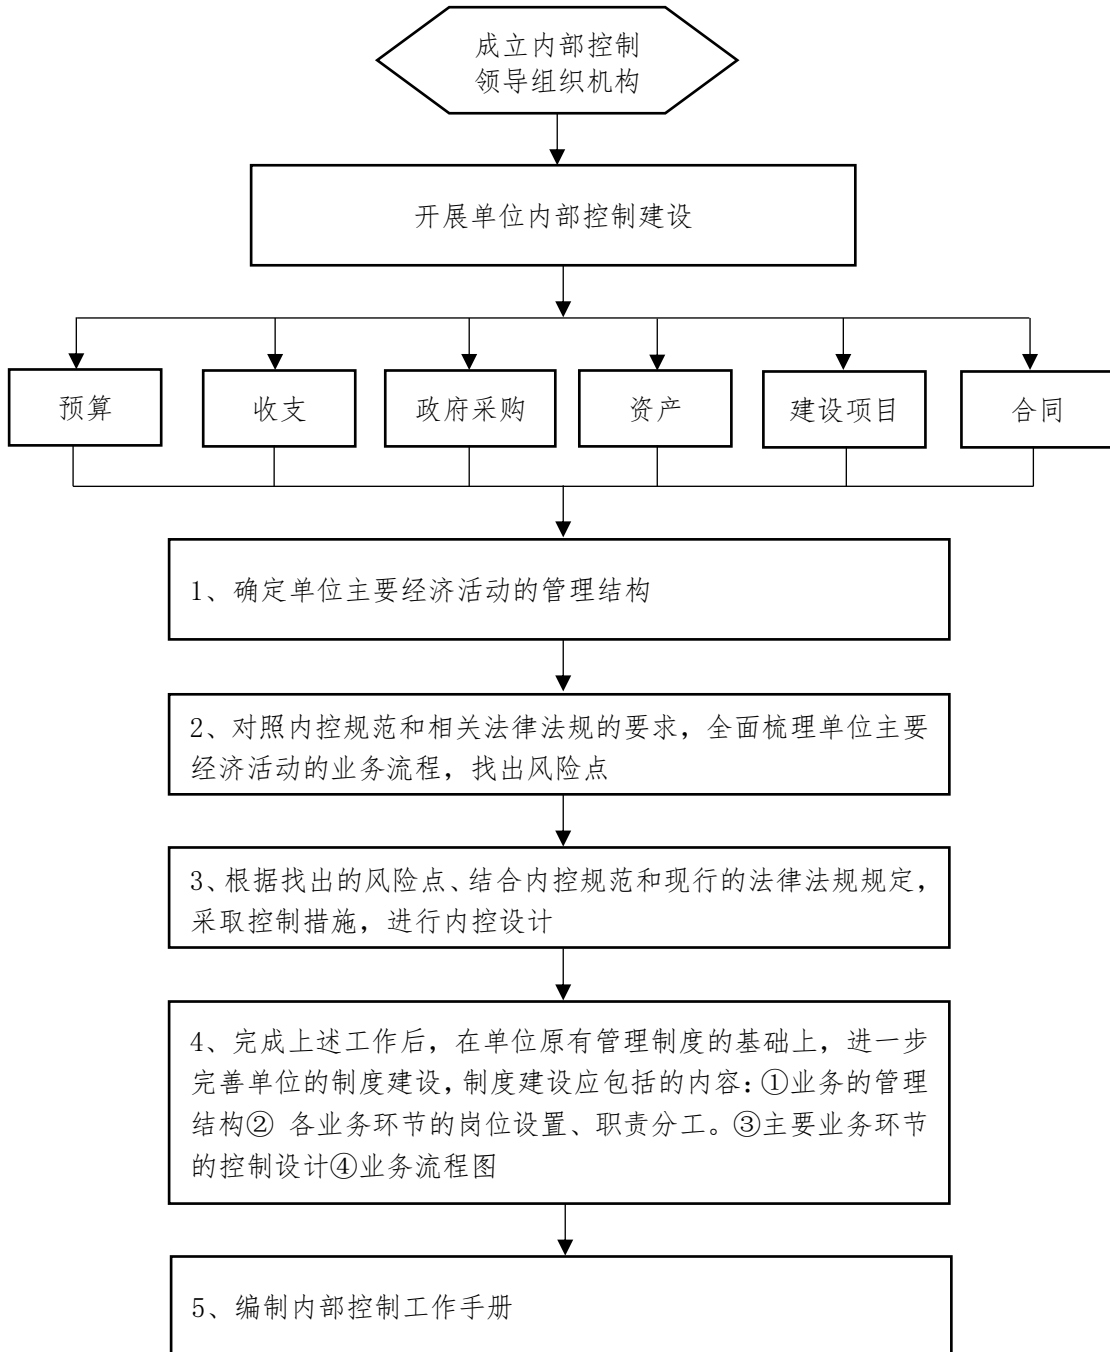 成立内部控制
领导组织机构
开展单位内部控制建设
预算
收支
政府采购
资产
建设项目
合同
1、确定单位主要经济活动的管理结构
2、对照内控规范和相关法律法规的要求，全面梳理单位主要
经济活动的业务流程，找出风险点
3、根据找出的风险点、结合内控规范和现行的法律法规规定，
采取控制措施，进行内控设计
4、完成上述工作后，在单位原有管理制度的基础上，进一步
完善单位的制度建设，制度建设应包括的内容：①业务的管理
结构② 各业务环节的岗位设置、职责分工。③主要业务环节
的控制设计④业务流程图
5、编制内部控制工作手册